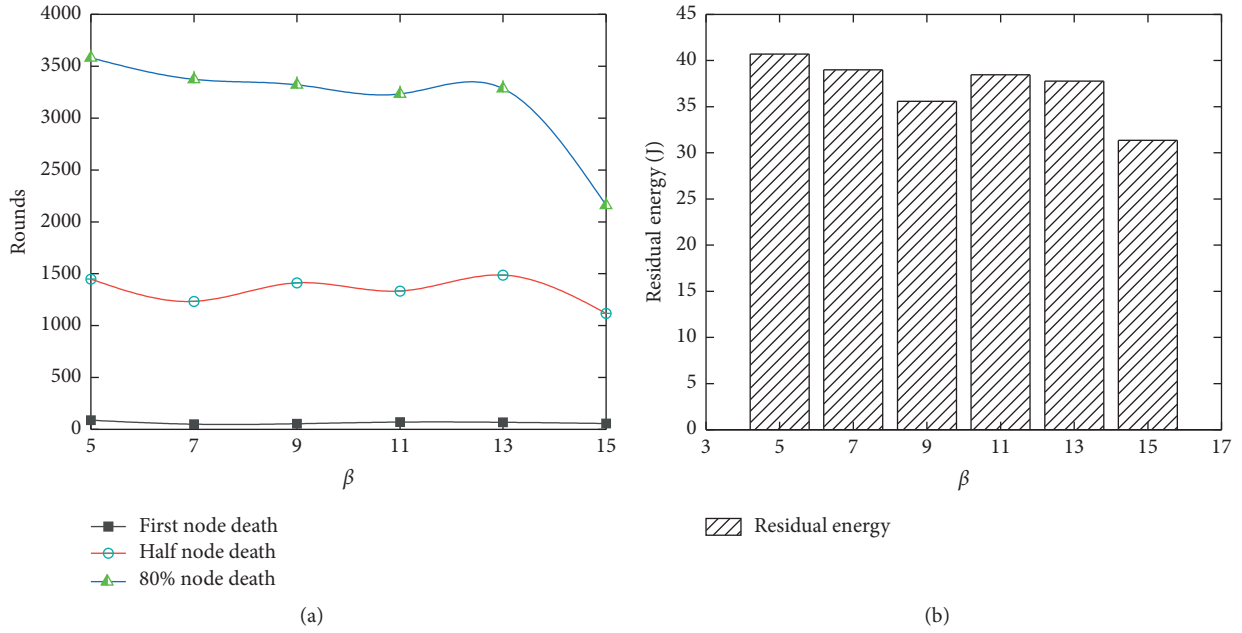 4000
3500
3000
2500
2000
1500
1000
500
0
Rounds
5 7 9 11 13 15
β
First node death
Half node death
80% node death
(a)
45
40
35
30
25
20
15
10
5
0
Residual energy (J)
3 5 7 9 11 13 15 17
β
Residual energy
(b)